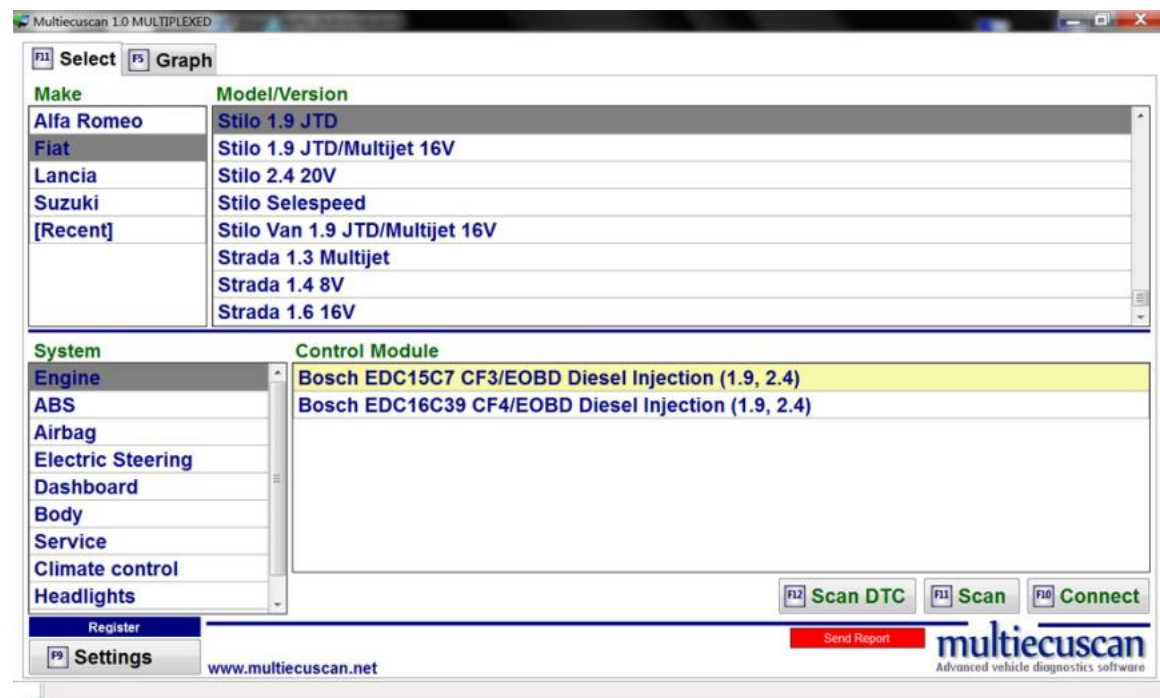 Multiecuscan 1.0 MULTIPLEXED
F11 Select F5 Graph
Make
Alfa Romeo
Fiat
Lancia
Suzuki
[Recent]
Model/Version
Stilo 1.9 JTD
Stilo 1.9 JTD/Multijet 16V
Stilo 2.4 20V
Stilo Selespeed
Stilo Van 1.9 JTD/Multijet 16V
Strada 1.3 Multijet
Strada 1.4 8V
Strada 1.6 16V
System
Engine
ABS
Airbag
Electric Steering
Dashboard
Body
Service
Climate control
Headlights
Control Module
Bosch EDC15C7 CF3/EOBD Diesel Injection (1.9, 2.4)
Bosch EDC16C39 CF4/EOBD Diesel Injection (1.9, 2.4)
F12 Scan DTC F11 Scan F10 Connect
Register
F9 Settings
www.multiecuscan.net
Send Report
multiecuscan
Advanced vehicle diagnostics software